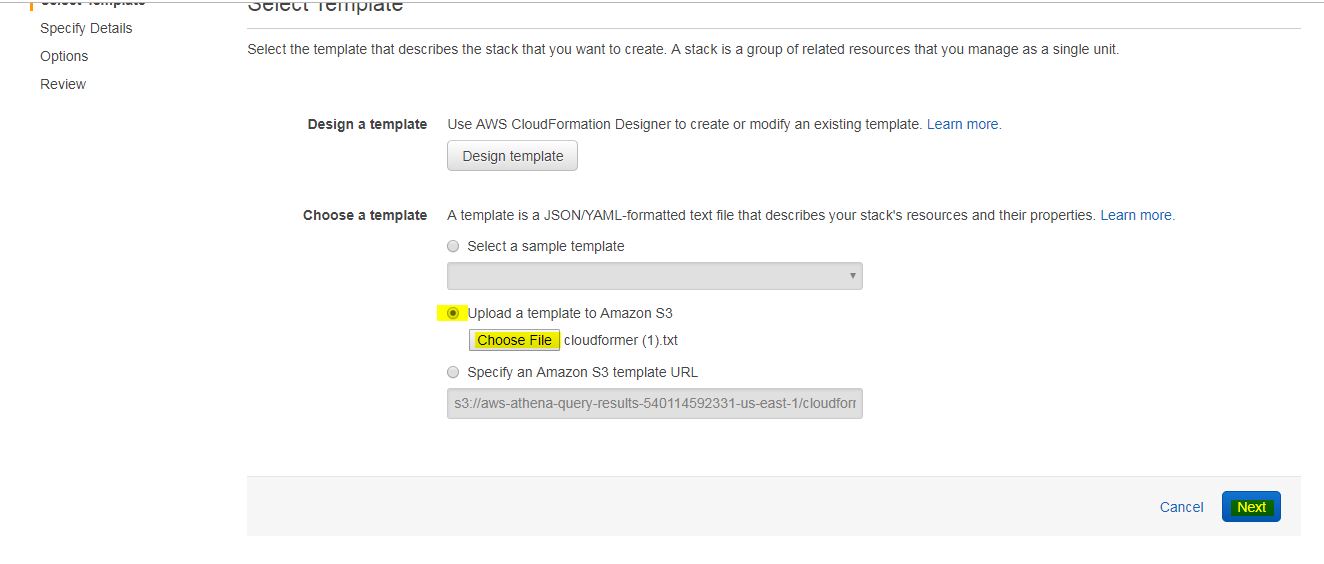 Select Template
Select Template
Specify Details
Options
Review
Select the template that describes the stack that you want to create. A stack is a group of related resources that you manage as a single unit.
Design a template Use AWS CloudFormation Designer to create or modify an existing template. Learn more.
Design template
Choose a template A template is a JSON/YAML-formatted text file that describes your stack's resources and their properties. Learn more.
Select a sample template
Upload a template to Amazon S3
Choose File cloudformer (1).txt
Specify an Amazon S3 template URL
s3://aws-athena-query-results-540114592331-us-east-1/cloudforr
Cancel Next